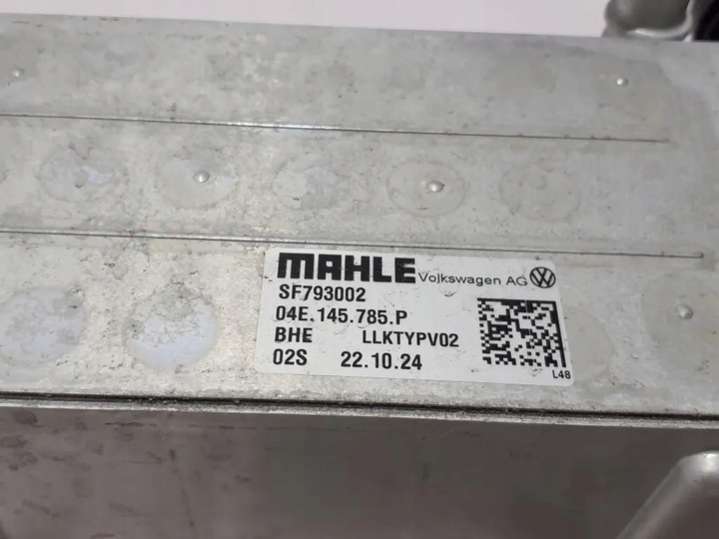 MAHLE Volkswagen AG
SF793002
04E.145.785.P
BHE LLKTYPV02
02S 22.10.24
L48